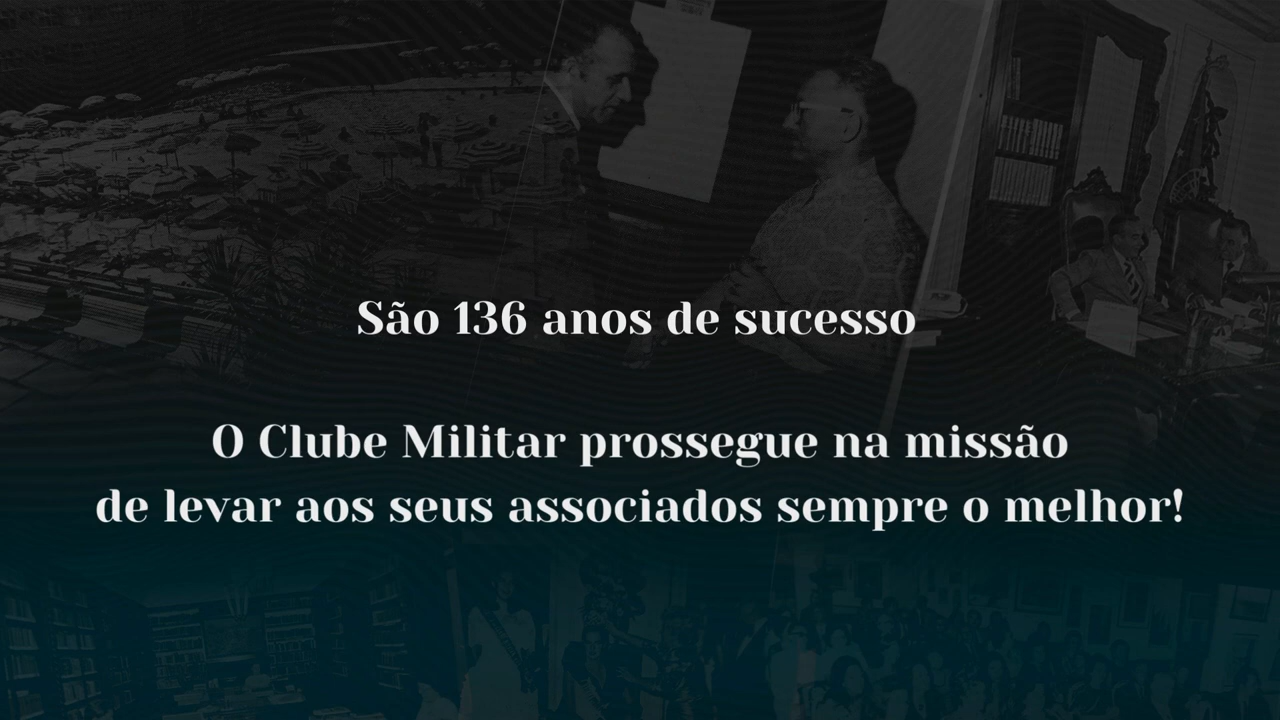 São 136 anos de sucesso
O Clube Militar prossegue na missão
de levar aos seus associados sempre o melhor!